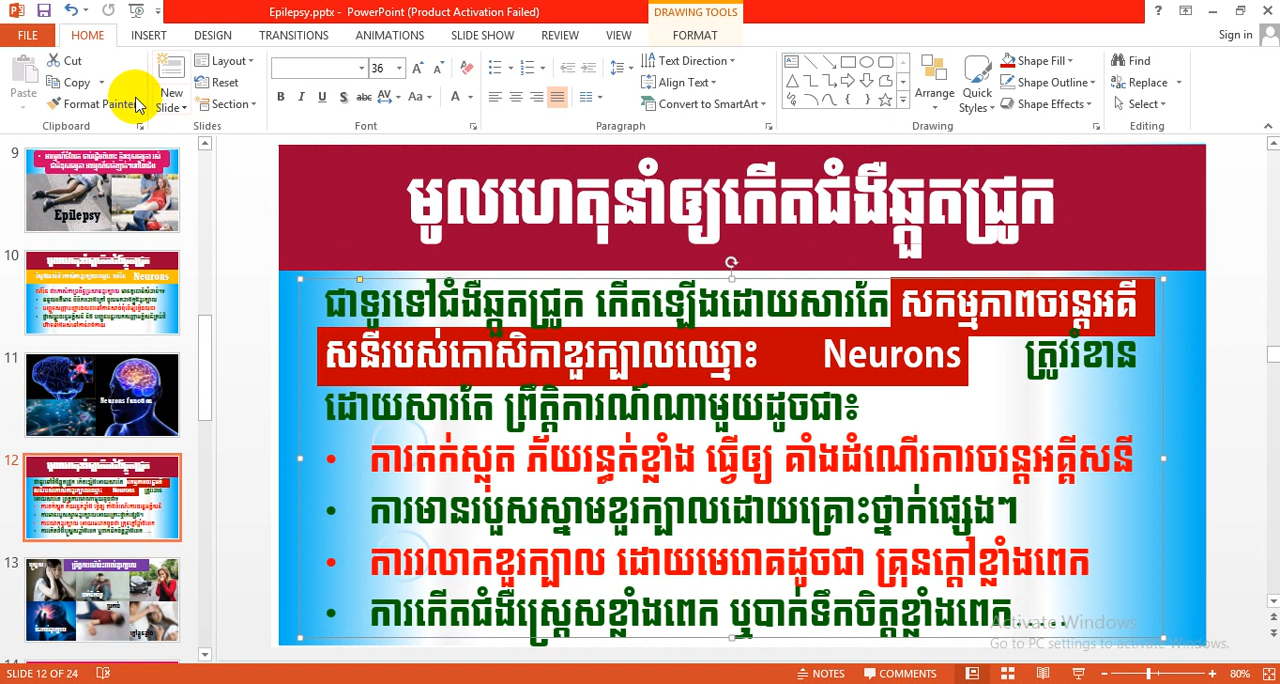 Epilepsy.pptx - PowerPoint (Product Activation Failed)
DRAWING TOOLS
FILE HOME INSERT DESIGN TRANSITIONS ANIMATIONS SLIDE SHOW REVIEW VIEW FORMAT Sign in
Cut Layout 36 Text Direction Shape Fill Find
Paste Copy New Slide Reset Align Text Arrange Quick Styles Shape Outline Replace
Format Painter Section Convert to SmartArt Shape Effects Select
Clipboard Slides Font Paragraph Drawing Editing
9
Epilepsy
10
Neurons
11
Neurons function
12
13
មូលហេតុនាំឲ្យកើតជំងឺឆ្កួតជ្រូក
ជាទូរទៅជំងឺឆ្កួតជ្រូក កើតឡើងដោយសារតែ សកម្មភាពចរន្តអគី
សនីរបស់កោសិកាខួរក្បាលឈ្មោះ Neurons ត្រូវរំខាន
ដោយសារតែ ព្រឹត្តិការណ៍ណាមួយដូចជា៖
• ការតក់ស្លុត ភ័យរន្ធត់ខ្លាំង ធ្វើឲ្យ គាំងដំណើរការចរន្តអគ្គីសនី
• ការមានរបួសស្នាមខួរក្បាលដោយគ្រោះថ្នាក់ផ្សេងៗ
• ការរលាកខួរក្បាល ដោយមេរោគដូចជា គ្រុនក្តៅខ្លាំងពេក
• ការកើតជំងឺស្ត្រេសខ្លាំងពេក ឬបាក់ទឹកចិត្តខ្លាំងពេក ....
Activate Windows
Go to PC settings to activate Windows.
SLIDE 12 OF 24 NOTES COMMENTS 80%